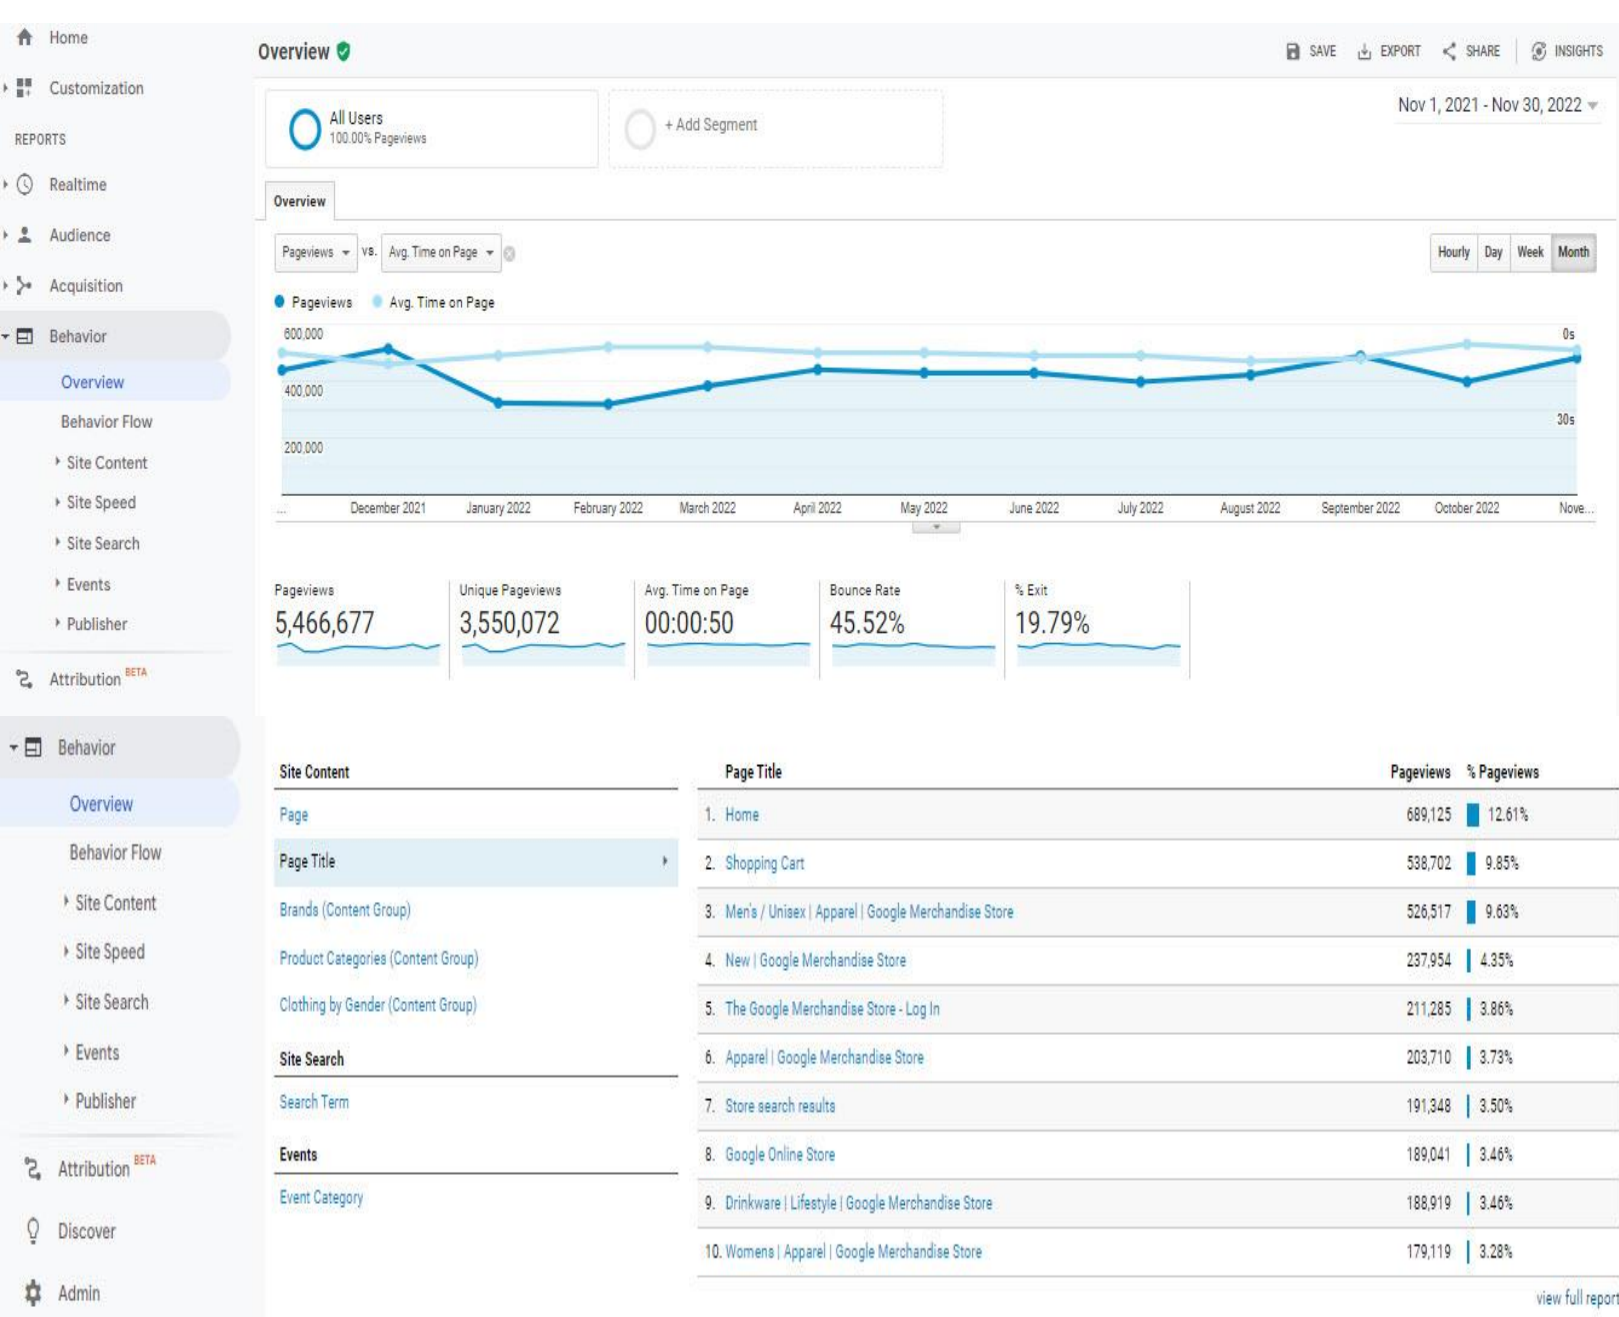 Home
Customization
REPORTS
Realtime
Audience
Acquisition
Behavior
Overview
Behavior Flow
Site Content
Site Speed
Site Search
Events
Publisher
Attribution BETA
Overview
SAVE EXPORT SHARE INSIGHTS
All Users
100.00% Pageviews
+ Add Segment
Nov 1, 2021 - Nov 30, 2022
Overview
Pageviews VS. Avg. Time on Page
Hourly Day Week Month
Pageviews Avg. Time on Page
600,000 0s
400,000
30s
200,000
... December 2021 January 2022 February 2022 March 2022 April 2022 May 2022 June 2022 July 2022 August 2022 September 2022 October 2022 Nove...
Pageviews
5,466,677
Unique Pageviews
3,550,072
Avg. Time on Page
00:00:50
Bounce Rate
45.52%
% Exit
19.79%
Behavior
Overview
Behavior Flow
Site Content
Site Speed
Site Search
Events
Publisher
Attribution BETA
Discover
Admin
Site Content
Page
Page Title
Brands (Content Group)
Product Categories (Content Group)
Clothing by Gender (Content Group)
Site Search
Search Term
Events
Event Category
Page Title Pageviews % Pageviews
1. Home 689,125 12.61%
2. Shopping Cart 538,702 9.85%
3. Men's / Unisex | Apparel | Google Merchandise Store 526,517 9.63%
4. New | Google Merchandise Store 237,954 4.35%
5. The Google Merchandise Store - Log In 211,285 3.86%
6. Apparel | Google Merchandise Store 203,710 3.73%
7. Store search results 191,348 3.50%
8. Google Online Store 189,041 3.46%
9. Drinkware | Lifestyle | Google Merchandise Store 188,919 3.46%
10. Womens | Apparel | Google Merchandise Store 179,119 3.28%
view full report